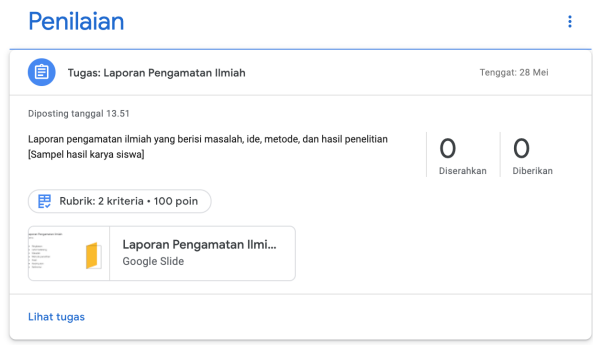 Penilaian
Tugas: Laporan Pengamatan Ilmiah
Tenggat: 28 Mei
Diposting tanggal 13.51
Laporan pengamatan ilmiah yang berisi masalah, ide, metode, dan hasil penelitian
[Sampel hasil karya siswa]
0
Diserahkan
0
Diberikan
Rubrik: 2 kriteria • 100 poin
Laporan Pengamatan Ilmi...
Google Slide
Lihat tugas